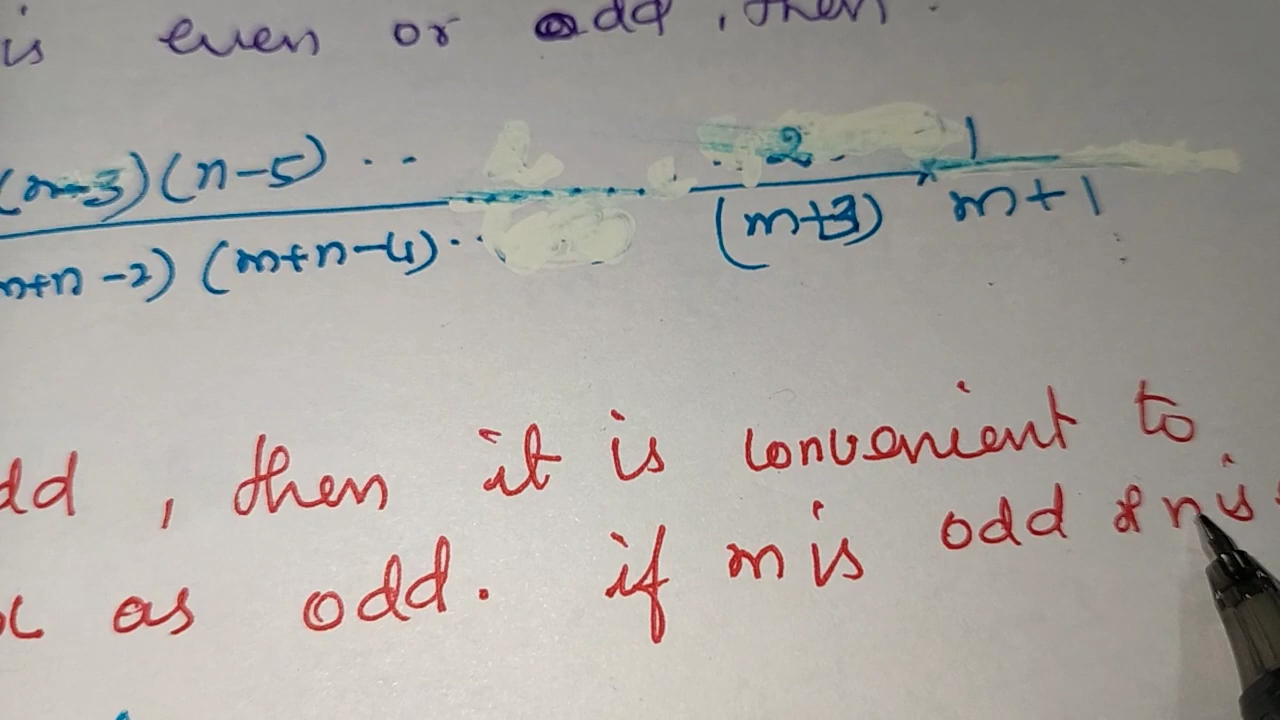 is even or odd, then.
(n-3)(n-5) ... ....... 2 . × 1
m+n-2) (m+n-4).. (m+3) m+1
dd, then it is convenient to
as odd. if m is odd & n is